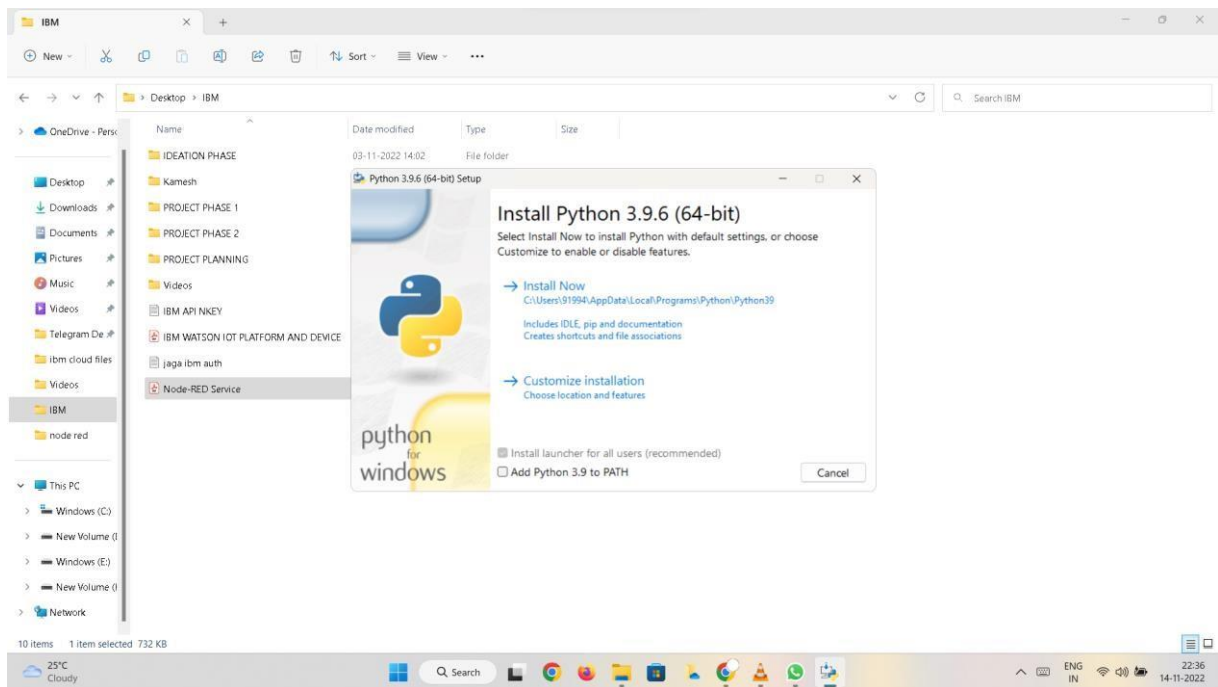 IBM
New
Sort
View
Desktop > IBM
Search IBM
OneDrive - Perso
Desktop
Downloads
Documents
Pictures
Music
Videos
Telegram De
ibm cloud files
Videos
IBM
node red
This PC
Windows (C:)
New Volume (
Windows (E:)
New Volume (
Network
Name Date modified Type Size
IDEATION PHASE 03-11-2022 14:02 File folder
Kamesh
PROJECT PHASE 1
PROJECT PHASE 2
PROJECT PLANNING
Videos
IBM API NKEY
IBM WATSON IOT PLATFORM AND DEVICE
jaga ibm auth
Node-RED Service
Python 3.9.6 (64-bit) Setup
Install Python 3.9.6 (64-bit)
Select Install Now to install Python with default settings, or choose
Customize to enable or disable features.
Install Now
C:\Users\91994\AppData\Local\Programs\Python\Python39
Includes IDLE, pip and documentation
Creates shortcuts and file associations
Customize installation
Choose location and features
python
for
windows
Install launcher for all users (recommended)
Add Python 3.9 to PATH
Cancel
10 items 1 item selected 732 KB
25°C
Cloudy
Search
ENG
IN
22:36
14-11-2022